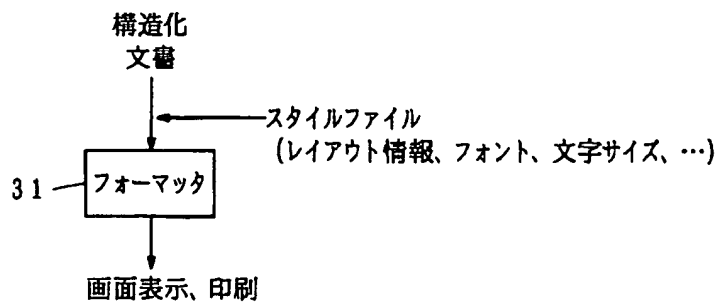 構造化
文書
スタイルファイル
(レイアウト情報、フォント、文字サイズ、…)
31
フォーマッタ
画面表示、印刷